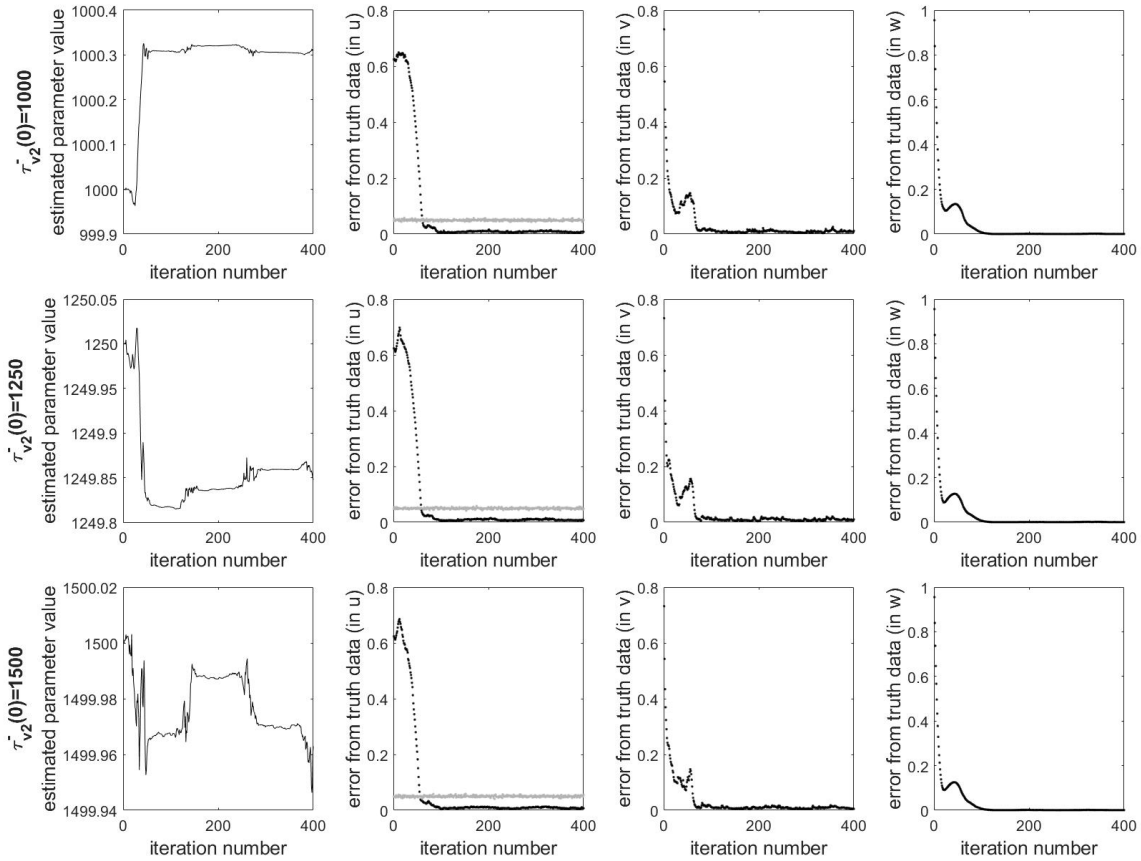 τ⁻v2(0)=1000
estimated parameter value
1000.4
1000.3
1000.2
1000.1
1000
999.9
0 200 400
iteration number
error from truth data (in u)
0.8
0.6
0.4
0.2
0
0 200 400
iteration number
error from truth data (in v)
0.8
0.6
0.4
0.2
0
0 200 400
iteration number
error from truth data (in w)
1
0.8
0.6
0.4
0.2
0
0 200 400
iteration number
τ⁻v2(0)=1250
estimated parameter value
1250.05
1250
1249.95
1249.9
1249.85
1249.8
0 200 400
iteration number
error from truth data (in u)
0.8
0.6
0.4
0.2
0
0 200 400
iteration number
error from truth data (in v)
0.8
0.6
0.4
0.2
0
0 200 400
iteration number
error from truth data (in w)
1
0.8
0.6
0.4
0.2
0
0 200 400
iteration number
τ⁻v2(0)=1500
estimated parameter value
1500.02
1500
1499.98
1499.96
1499.94
0 200 400
iteration number
error from truth data (in u)
0.8
0.6
0.4
0.2
0
0 200 400
iteration number
error from truth data (in v)
0.8
0.6
0.4
0.2
0
0 200 400
iteration number
error from truth data (in w)
1
0.8
0.6
0.4
0.2
0
0 200 400
iteration number